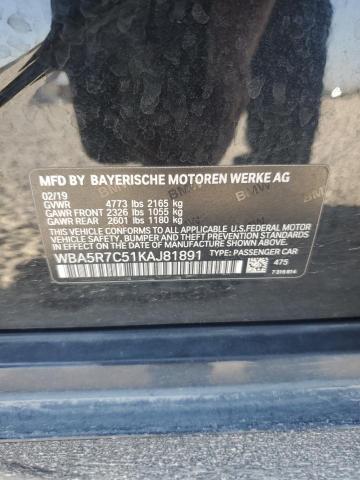 MFD BY BAYERISCHE MOTOREN WERKE AG
02/19
GVWR 4773 lbs 2165 kg
GAWR FRONT 2326 lbs 1055 kg
GAWR REAR 2601 lbs 1180 kg
THIS VEHICLE CONFORMS TO ALL APPLICABLE U.S.FEDERAL MOTOR
VEHICLE SAFETY, BUMPER AND THEFT PREVENTION STANDARDS
IN EFFECT ON THE DATE OF MANUFACTURE SHOWN ABOVE.
WBA5R7C51KAJ81891 TYPE: PASSENGER CAR
475
7316814